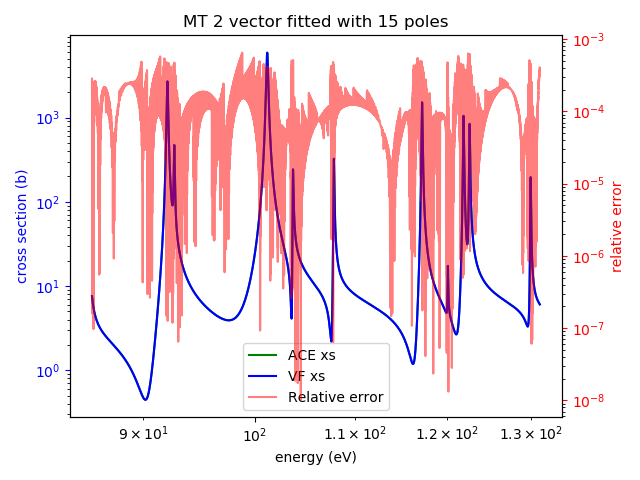 MT 2 vector fitted with 15 poles
cross section (b)
10³
10²
10¹
10⁰
10⁻³
10⁻⁴
10⁻⁵
10⁻⁶
10⁻⁷
10⁻⁸
relative error
ACE xs
VF xs
Relative error
9×10¹
10²
1.1×10²
1.2×10²
1.3×10²
energy (eV)